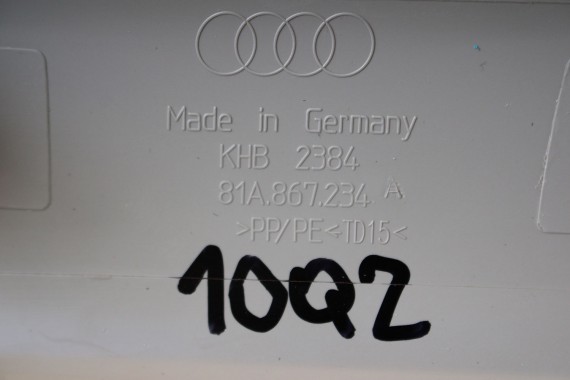 Made in Germany
KHB 2384
81A.867.234 A
>PP/PE<TD15<
10Q2